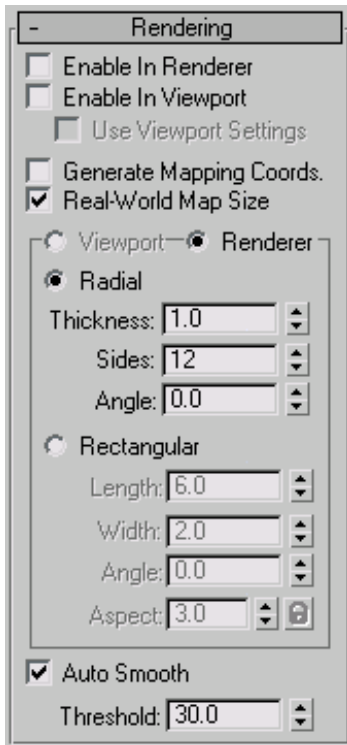 - Rendering
Enable In Renderer
Enable In Viewport
Use Viewport Settings
Generate Mapping Coords.
Real-World Map Size
Viewport Renderer
Radial
Thickness: 1.0
Sides: 12
Angle: 0.0
Rectangular
Length: 6.0
Width: 2.0
Angle: 0.0
Aspect: 3.0
Auto Smooth
Threshold: 30.0